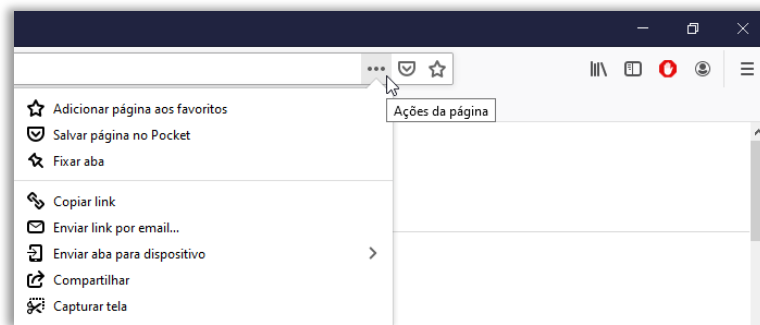 Ações da página
Adicionar página aos favoritos
Salvar página no Pocket
Fixar aba
Copiar link
Enviar link por email...
Enviar aba para dispositivo
Compartilhar
Capturar tela